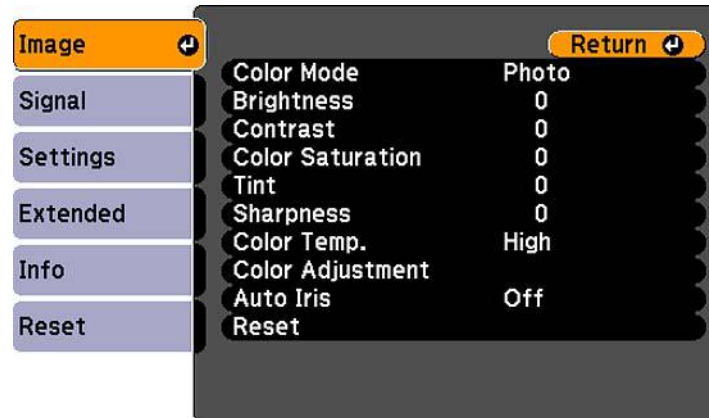 Image
Signal
Settings
Extended
Info
Reset
Return
Color Mode Photo
Brightness 0
Contrast 0
Color Saturation 0
Tint 0
Sharpness 0
Color Temp. High
Color Adjustment
Auto Iris Off
Reset